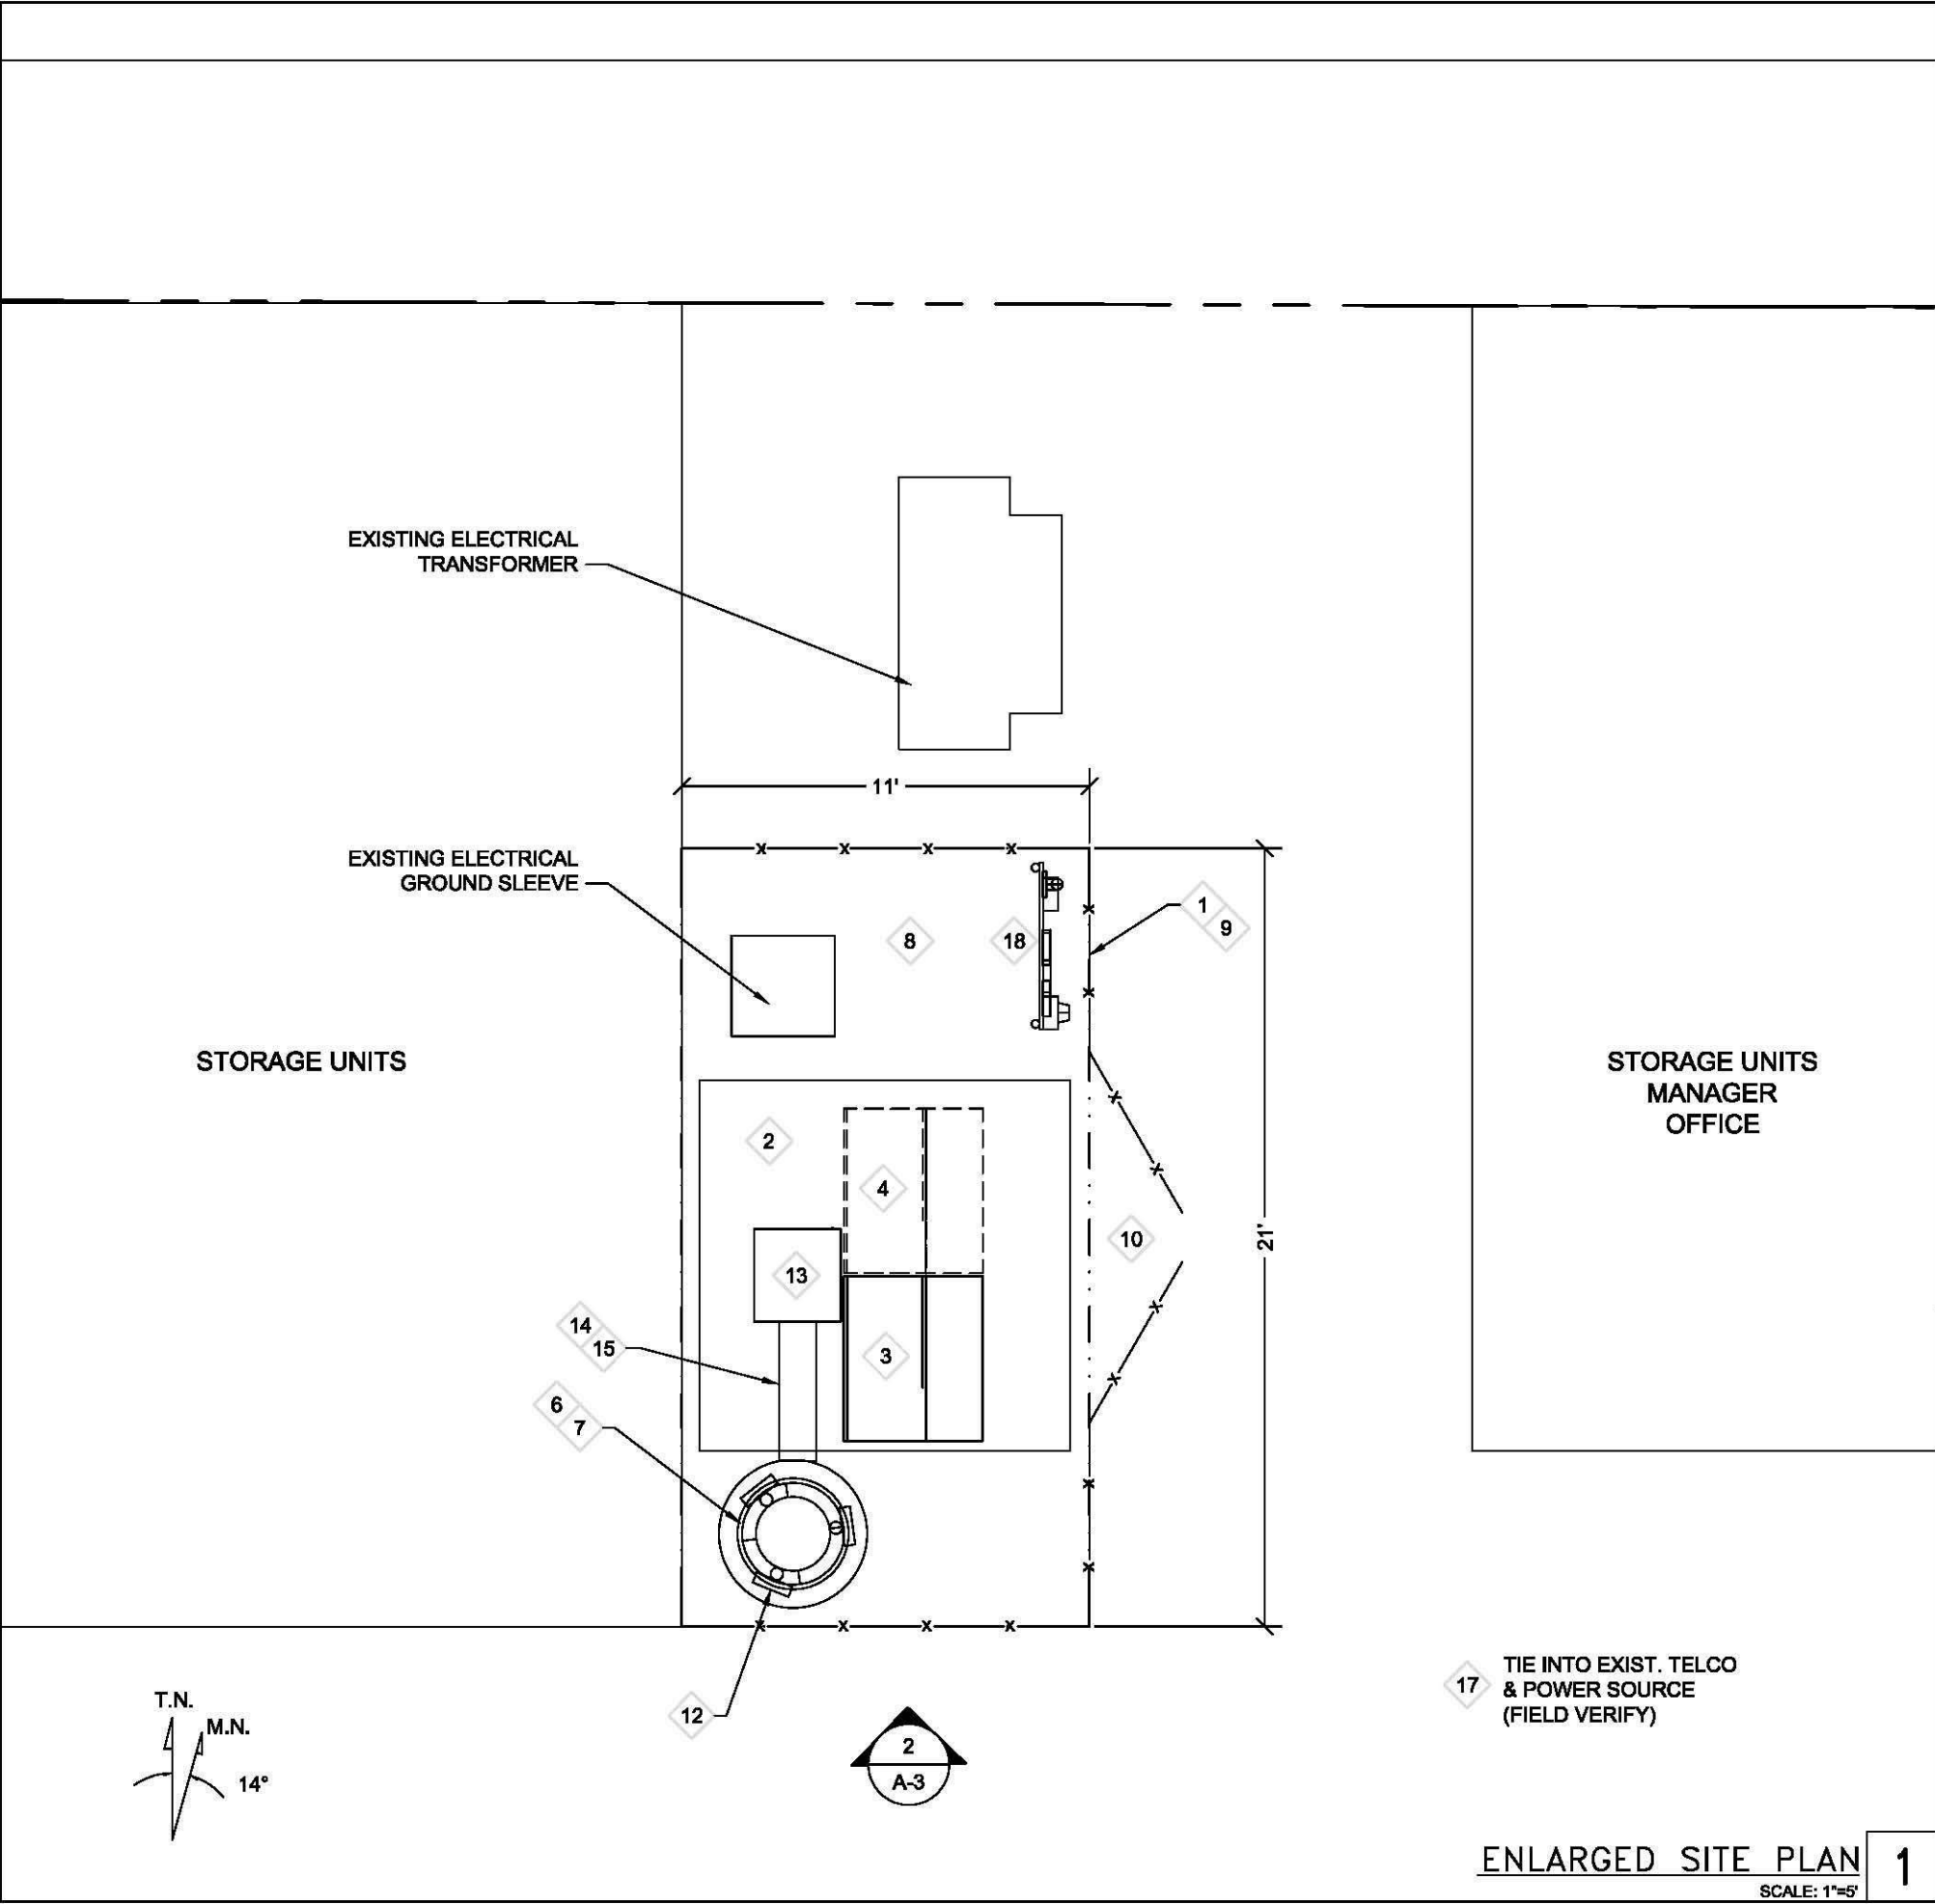 EXISTING ELECTRICAL
TRANSFORMER
11'
EXISTING ELECTRICAL
GROUND SLEEVE
8
18
1
9
STORAGE UNITS
STORAGE UNITS
MANAGER
OFFICE
2
4
10
21'
13
14
15
3
6
7
12
17
TIE INTO EXIST. TELCO
& POWER SOURCE
(FIELD VERIFY)
T.N.
M.N.
14°
2
A-3
ENLARGED SITE PLAN
1
SCALE: 1"=5'